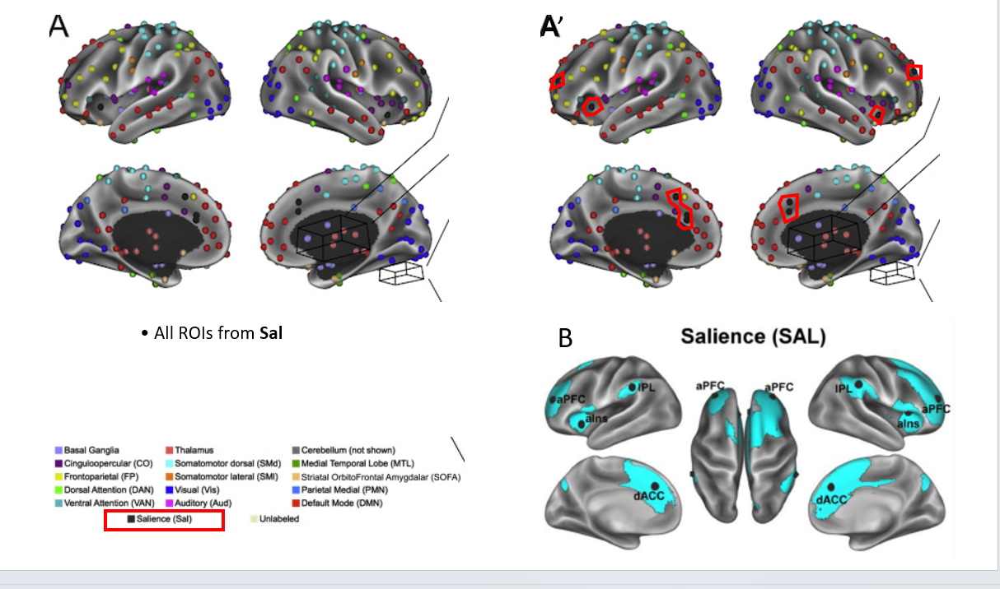 A
A′
• All ROIs from Sal
B
Salience (SAL)
aPFC
IPL
aIns
aPFC
aPFC
IPL
aPFC
aIns
dACC
dACC
Basal Ganglia
Thalamus
Cerebellum (not shown)
Cinguloopercular (CO)
Somatomotor dorsal (SMd)
Medial Temporal Lobe (MTL)
Frontoparietal (FP)
Somatomotor lateral (SMl)
Striatal OrbitoFrontal Amygdalar (SOFA)
Dorsal Attention (DAN)
Visual (Vis)
Parietal Medial (PMN)
Ventral Attention (VAN)
Auditory (Aud)
Default Mode (DMN)
Salience (Sal)
Unlabeled